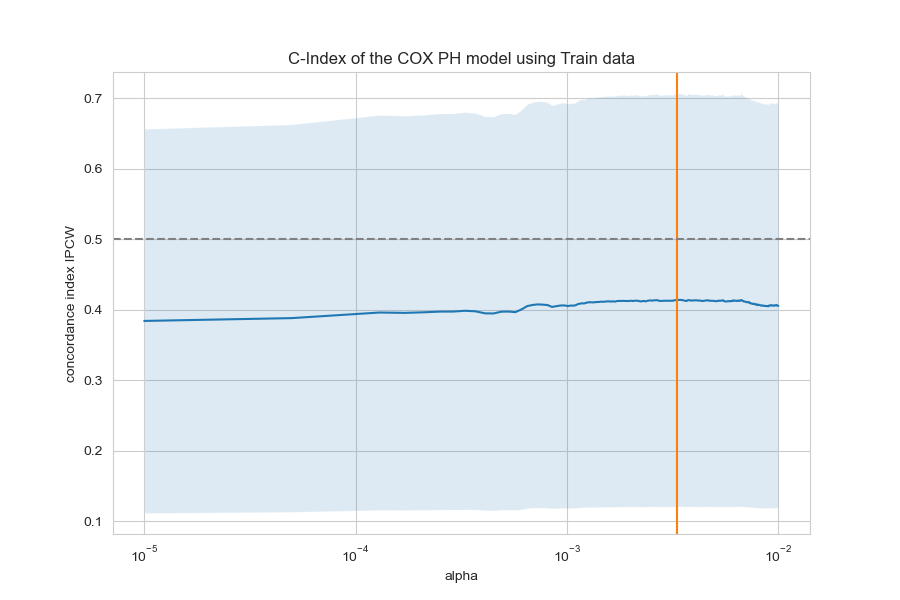 C-Index of the COX PH model using Train data
concordance index IPCW
0.7
0.6
0.5
0.4
0.3
0.2
0.1
10⁻⁵ 10⁻⁴ 10⁻³ 10⁻²
alpha